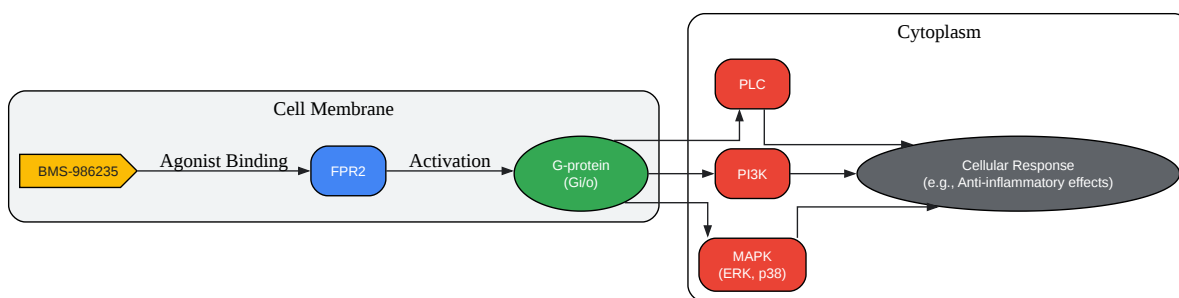 Cytoplasm
Cell Membrane
PLC
BMS-986235
Agonist Binding
FPR2
Activation
G-protein
(Gi/o)
PI3K
Cellular Response
(e.g., Anti-inflammatory effects)
MAPK
(ERK, p38)